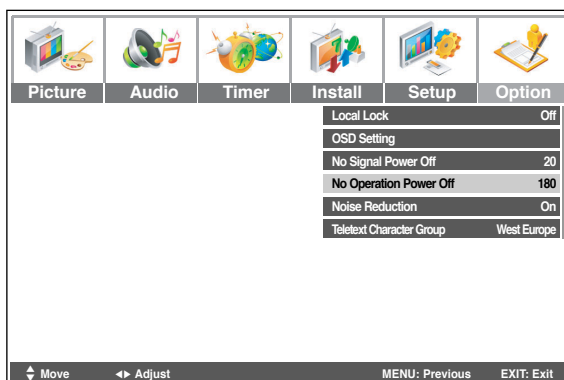 Picture Audio Timer Install Setup Option
Local Lock Off
OSD Setting
No Signal Power Off 20
No Operation Power Off 180
Noise Reduction On
Teletext Character Group West Europe
Move Adjust MENU: Previous EXIT: Exit